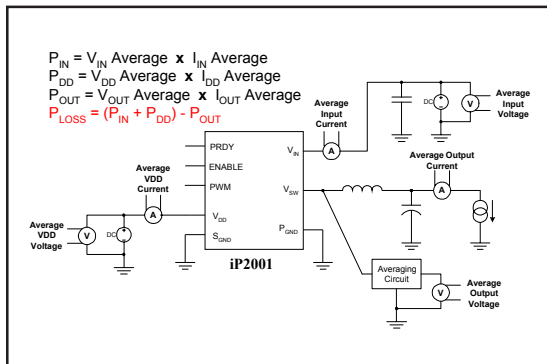 PIN = VIN Average x IIN Average
PDD = VDD Average x IDD Average
POUT = VOUT Average x IOUT Average
PLOSS = (PIN + PDD) - POUT
Average
Input
Current
DC
V
Average
Input
Voltage
A
PRDY
ENABLE
PWM
VDD
SGND
VIN
VSW
PGND
iP2001
Average Output
Current
A
Average
VDD
Current
A
Average
VDD
Voltage
V
DC
Averaging
Circuit
V
Average
Output
Voltage